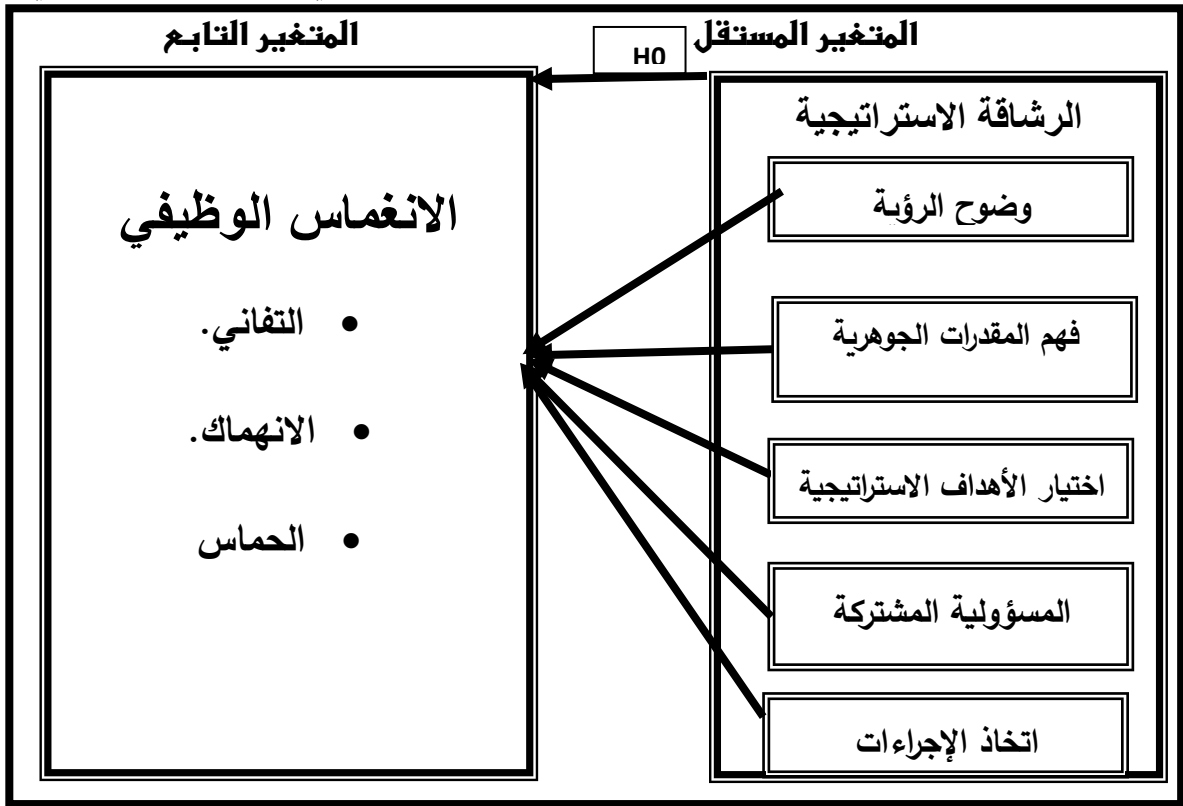 المتغير المستقل
المتغير التابع
H0
الرشاقة الاستراتيجية
وضوح الرؤية
فهم المقدرات الجوهرية
اختيار الأهداف الاستراتيجية
المسؤولية المشتركة
اتخاذ الإجراءات
الانغماس الوظيفي
• التفاني.
• الانهماك.
• الحماس